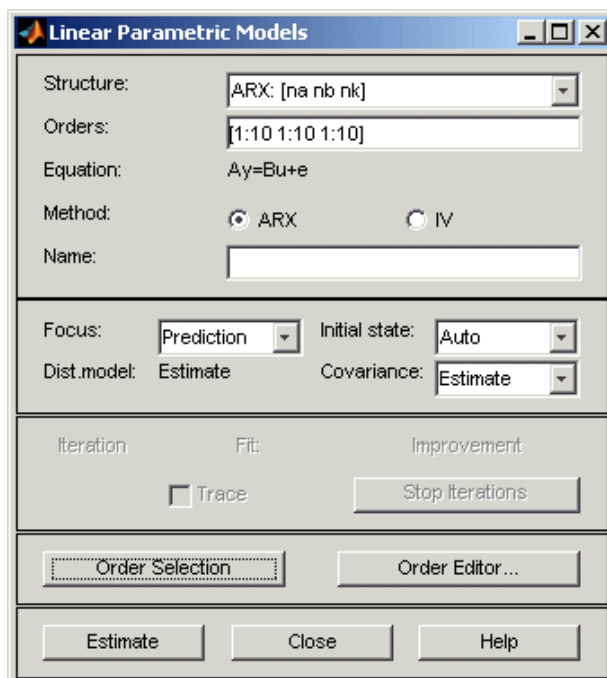 Linear Parametric Models
Structure: ARX: [na nb nk]
Orders: [1:10 1:10 1:10]
Equation: Ay=Bu+e
Method: ARX IV
Name:
Focus: Prediction Initial state: Auto
Dist.model: Estimate Covariance: Estimate
Iteration Fit: Improvement
Trace Stop Iterations
Order Selection Order Editor...
Estimate Close Help